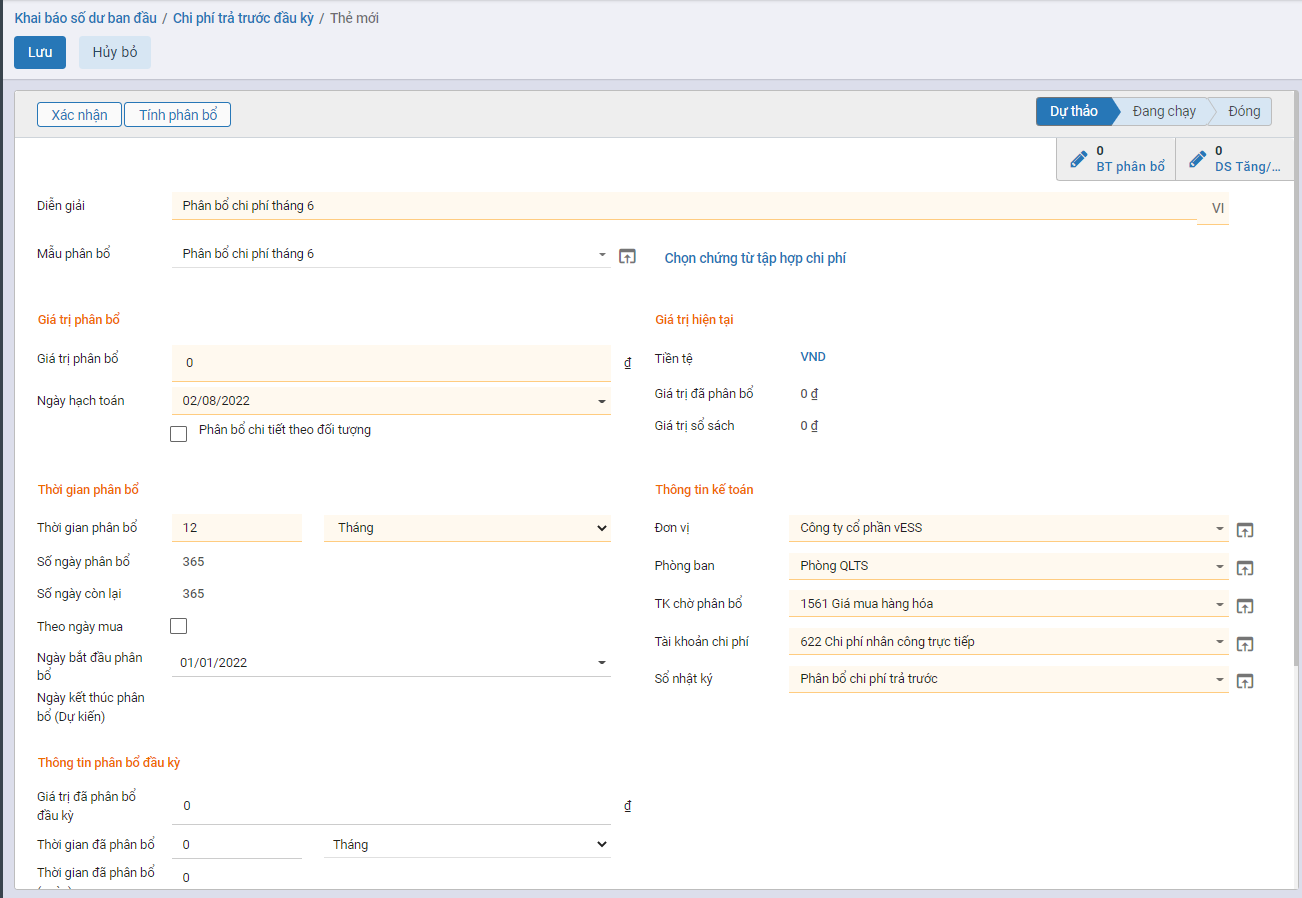 Khai báo số dư ban đầu / Chi phí trả trước đầu kỳ / Thẻ mới
Lưu Hủy bỏ
Xác nhận Tính phân bổ Dự thảo Đang chạy Đóng
0 BT phân bổ 0 DS Tăng/...
Diễn giải Phân bổ chi phí tháng 6 VI
Mẫu phân bổ Phân bổ chi phí tháng 6 Chọn chứng từ tập hợp chi phí
Giá trị phân bổ
Giá trị phân bổ 0 ₫
Ngày hạch toán 02/08/2022
Phân bổ chi tiết theo đối tượng
Giá trị hiện tại
Tiền tệ VND
Giá trị đã phân bổ 0 ₫
Giá trị sổ sách 0 ₫
Thời gian phân bổ
Thời gian phân bổ 12 Tháng
Số ngày phân bổ 365
Số ngày còn lại 365
Theo ngày mua
Ngày bắt đầu phân
bổ 01/01/2022
Ngày kết thúc phân
bổ (Dự kiến)
Thông tin kế toán
Đơn vị Công ty cổ phần vESS
Phòng ban Phòng QLTS
TK chờ phân bổ 1561 Giá mua hàng hóa
Tài khoản chi phí 622 Chi phí nhân công trực tiếp
Sổ nhật ký Phân bổ chi phí trả trước
Thông tin phân bổ đầu kỳ
Giá trị đã phân bổ
đầu kỳ 0 ₫
Thời gian đã phân bổ 0 Tháng
Thời gian đã phân bổ 0